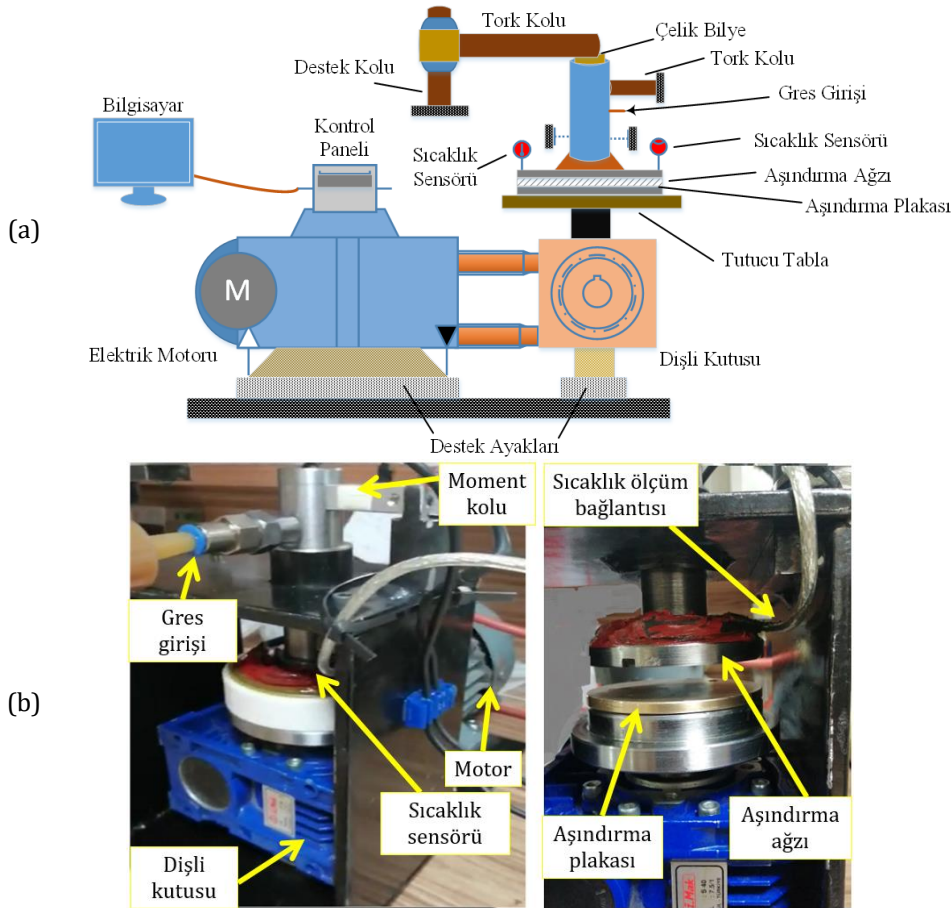 Tork Kolu
Çelik Bilye
Tork Kolu
Destek Kolu
Gres Girişi
Bilgisayar
Kontrol
Paneli
Sıcaklık
Sensörü
Sıcaklık Sensörü
Aşındırma Ağzı
Aşındırma Plakası
(a)
Tutucu Tabla
M
Elektrik Motoru
Dişli Kutusu
Destek Ayakları
Moment
kolu
Sıcaklık ölçüm
bağlantısı
Gres
girişi
(b)
Motor
Sıcaklık
sensörü
Dişli
kutusu
Aşındırma
plakası
Aşındırma
ağzı